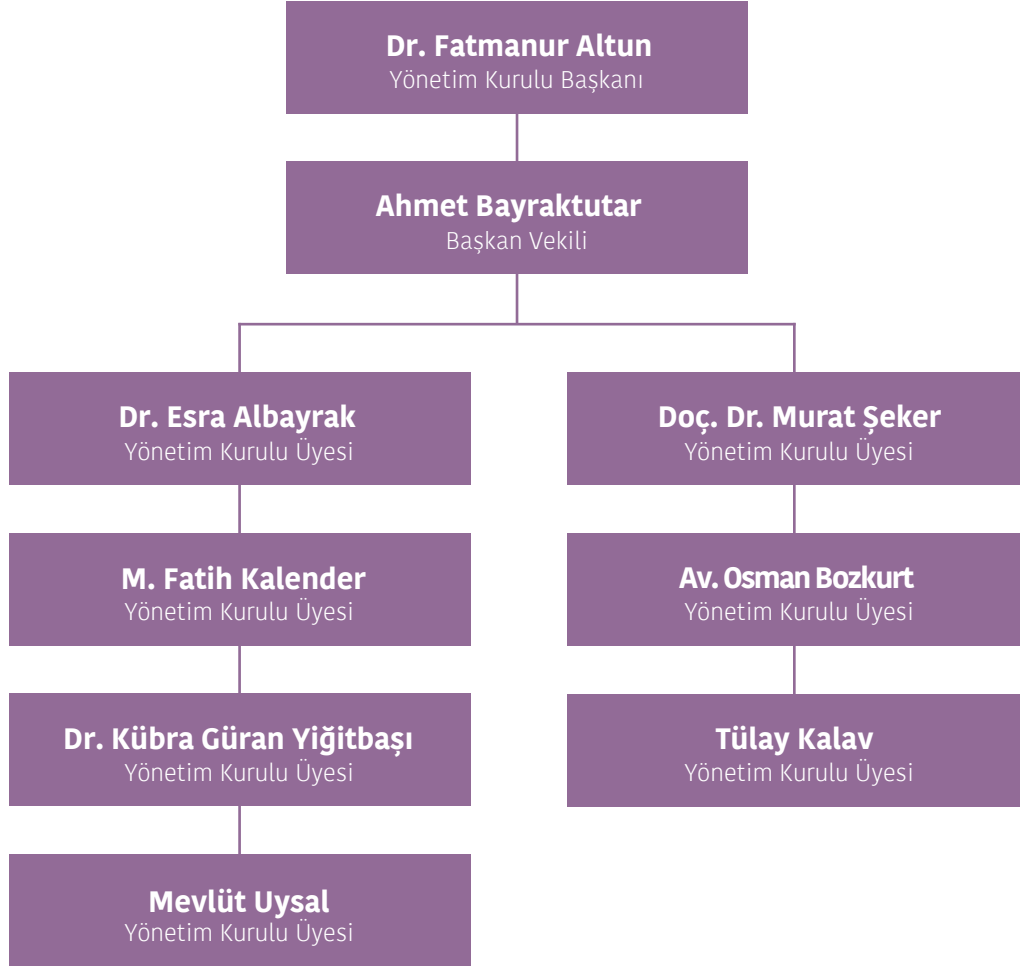 Dr. Fatmanur Altun
Yönetim Kurulu Başkanı
Ahmet Bayraktutar
Başkan Vekili
Dr. Esra Albayrak
Yönetim Kurulu Üyesi
M. Fatih Kalender
Yönetim Kurulu Üyesi
Dr. Kübra Güran Yiğitbaşı
Yönetim Kurulu Üyesi
Mevlüt Uysal
Yönetim Kurulu Üyesi
Doç. Dr. Murat Şeker
Yönetim Kurulu Üyesi
Av. Osman Bozkurt
Yönetim Kurulu Üyesi
Tülay Kalav
Yönetim Kurulu Üyesi